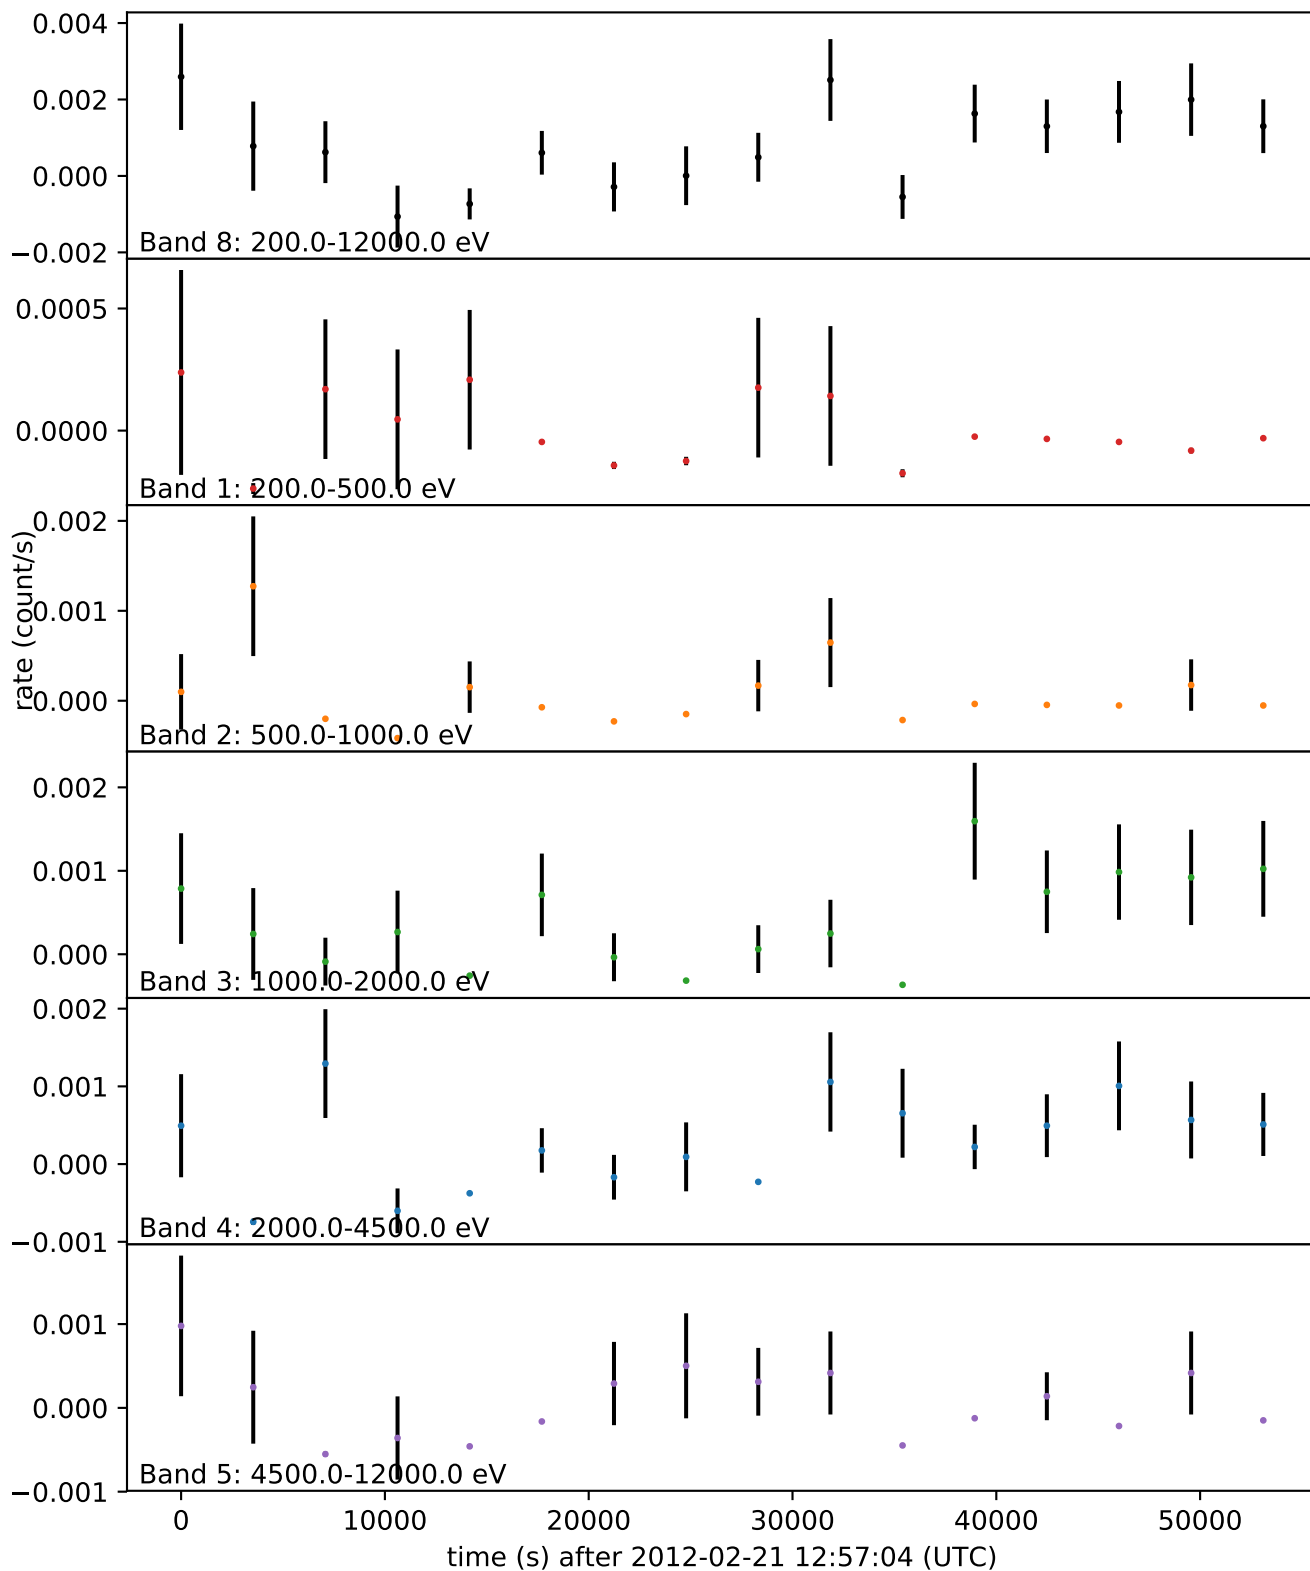 0.004
0.002
0.000
−0.002
Band 8: 200.0-12000.0 eV
0.0005
0.0000
Band 1: 200.0-500.0 eV
rate (count/s)
0.002
0.001
0.000
Band 2: 500.0-1000.0 eV
0.002
0.001
0.000
Band 3: 1000.0-2000.0 eV
0.002
0.001
0.000
−0.001
Band 4: 2000.0-4500.0 eV
0.001
0.000
−0.001
Band 5: 4500.0-12000.0 eV
0 10000 20000 30000 40000 50000
time (s) after 2012-02-21 12:57:04 (UTC)